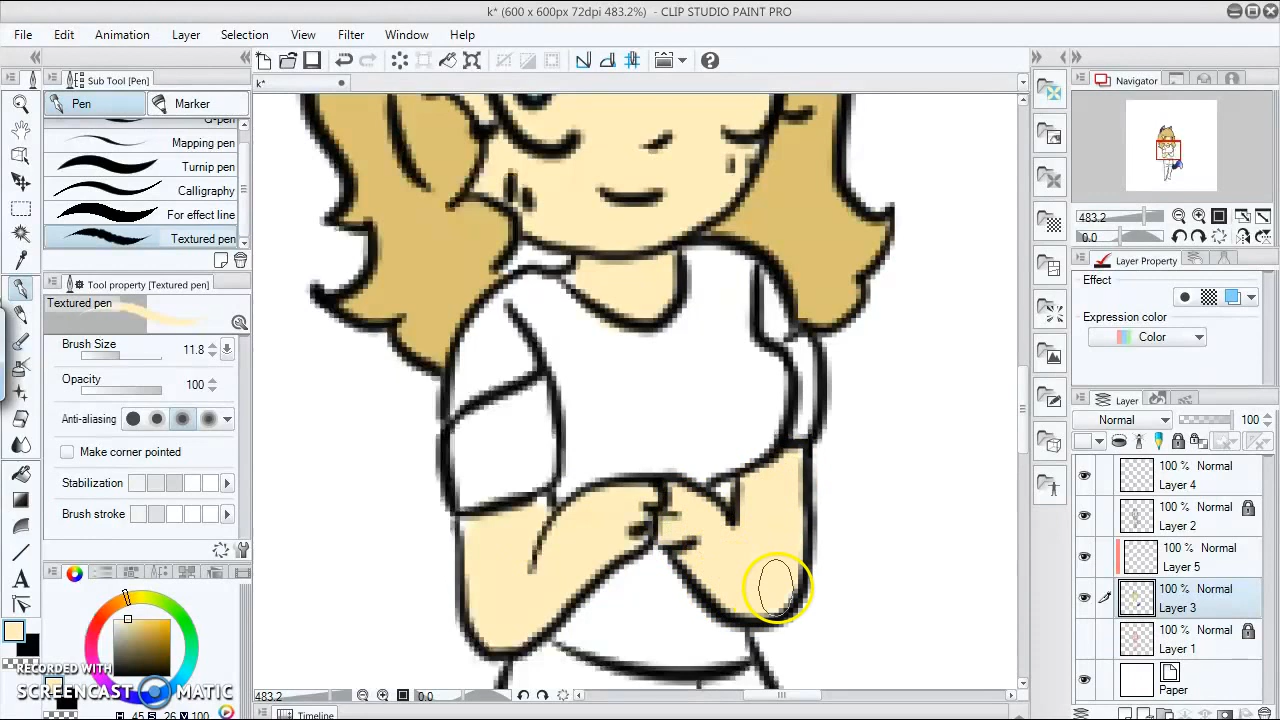 k* (600 x 600px 72dpi 483.2%) - CLIP STUDIO PAINT PRO
File Edit Animation Layer Selection View Filter Window Help
Sub Tool [Pen]
k*
Navigator
Pen Marker
G-pen
Mapping pen
Turnip pen
Calligraphy
For effect line
Textured pen
483.2
0.0
Layer Property
Tool property [Textured pen]
Effect
Textured pen
Expression color
Color
Brush Size 11.8
Opacity 100
Layer
Anti-aliasing
Normal 100
Make corner pointed
Stabilization
Brush stroke
100 % Normal
Layer 4
100 % Normal
Layer 2
100 % Normal
Layer 5
100 % Normal
Layer
100 % Normal
Layer 1
Paper
RECORDED WITH
SCREENCAST MATIC
483.2 0.0
H 45 S 26 V 100
Timeline